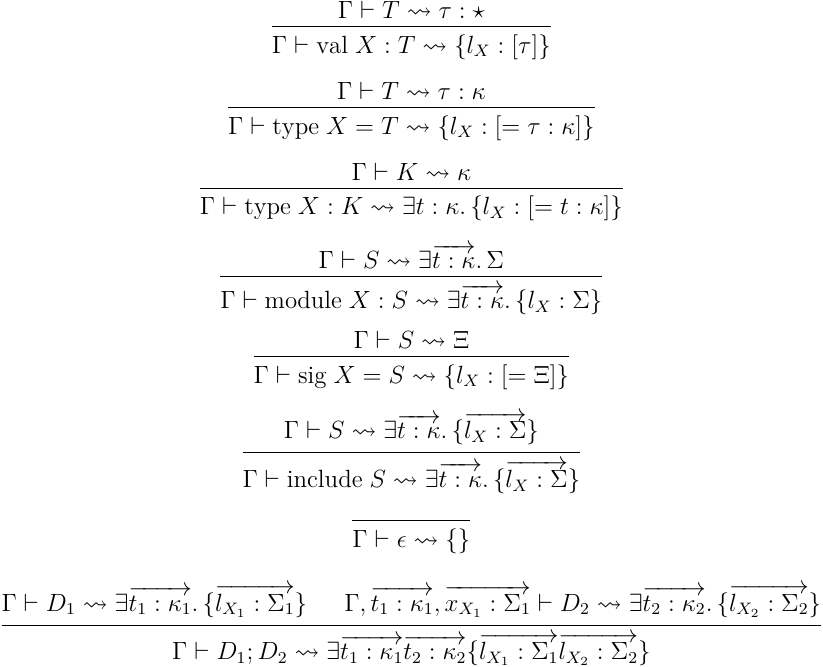 Γ ⊢ T ⇝ τ : ⋆
Γ ⊢ val X : T ⇝ {l_X : [τ]}
Γ ⊢ T ⇝ τ : κ
Γ ⊢ type X = T ⇝ {l_X : [= τ : κ]}
Γ ⊢ K ⇝ κ
Γ ⊢ type X : K ⇝ ∃t : κ. {l_X : [= t : κ]}
Γ ⊢ S ⇝ ∃\overrightarrow{t : κ}. Σ
Γ ⊢ module X : S ⇝ ∃\overrightarrow{t : κ}. {l_X : Σ}
Γ ⊢ S ⇝ Ξ
Γ ⊢ sig X = S ⇝ {l_X : [= Ξ]}
Γ ⊢ S ⇝ ∃\overrightarrow{t : κ}. {\overrightarrow{l_X : Σ}}
Γ ⊢ include S ⇝ ∃\overrightarrow{t : κ}. {\overrightarrow{l_X : Σ}}
Γ ⊢ ϵ ⇝ {}
Γ ⊢ D_1 ⇝ ∃\overrightarrow{t_1 : κ_1}. {\overrightarrow{l_{X_1} : Σ_1}} Γ, \overrightarrow{t_1 : κ_1}, \overrightarrow{x_{X_1} : Σ_1} ⊢ D_2 ⇝ ∃\overrightarrow{t_2 : κ_2}. {\overrightarrow{l_{X_2} : Σ_2}}
Γ ⊢ D_1; D_2 ⇝ ∃\overrightarrow{t_1 : κ_1}\overrightarrow{t_2 : κ_2}{\overrightarrow{l_{X_1} : Σ_1}\overrightarrow{l_{X_2} : Σ_2}}